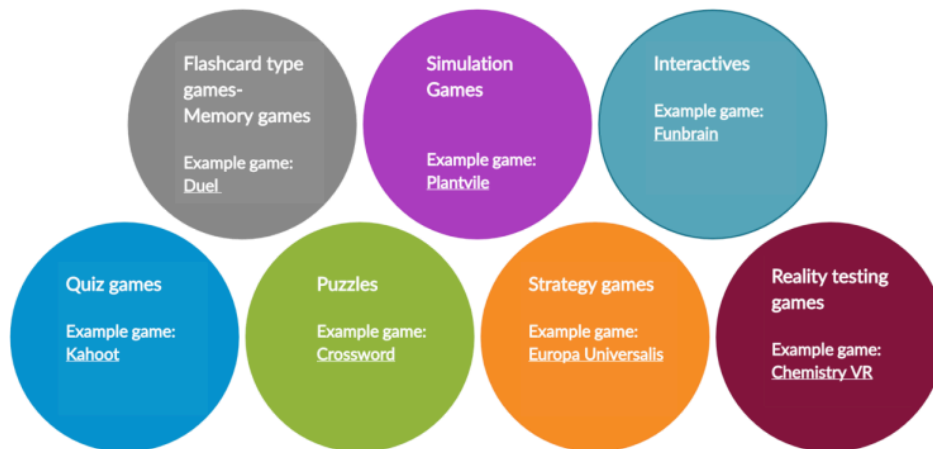 Flashcard type
games-
Memory games
Example game:
Duel
Simulation
Games
Example game:
Plantvile
Interactives
Example game:
Funbrain
Quiz games
Example game:
Kahoot
Puzzles
Example game:
Crossword
Strategy games
Example game:
Europa Universalis
Reality testing
games
Example game:
Chemistry VR